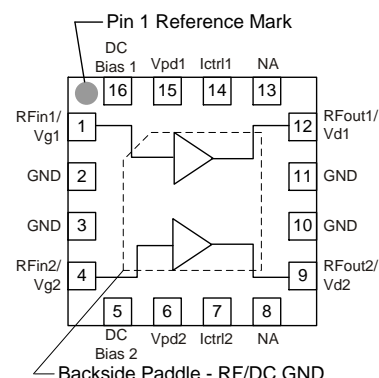 Pin 1 Reference Mark
DC
Bias 1 Vpd1 Ictrl1 NA
16 15 14 13
RFin1/
Vg1
1
12
RFout1/
Vd1
GND 2
11 GND
GND 3
10 GND
RFin2/
Vg2
4
9
RFout2/
Vd2
5 6 7 8
DC
Bias 2 Vpd2 Ictrl2 NA
Backside Paddle - RF/DC GND